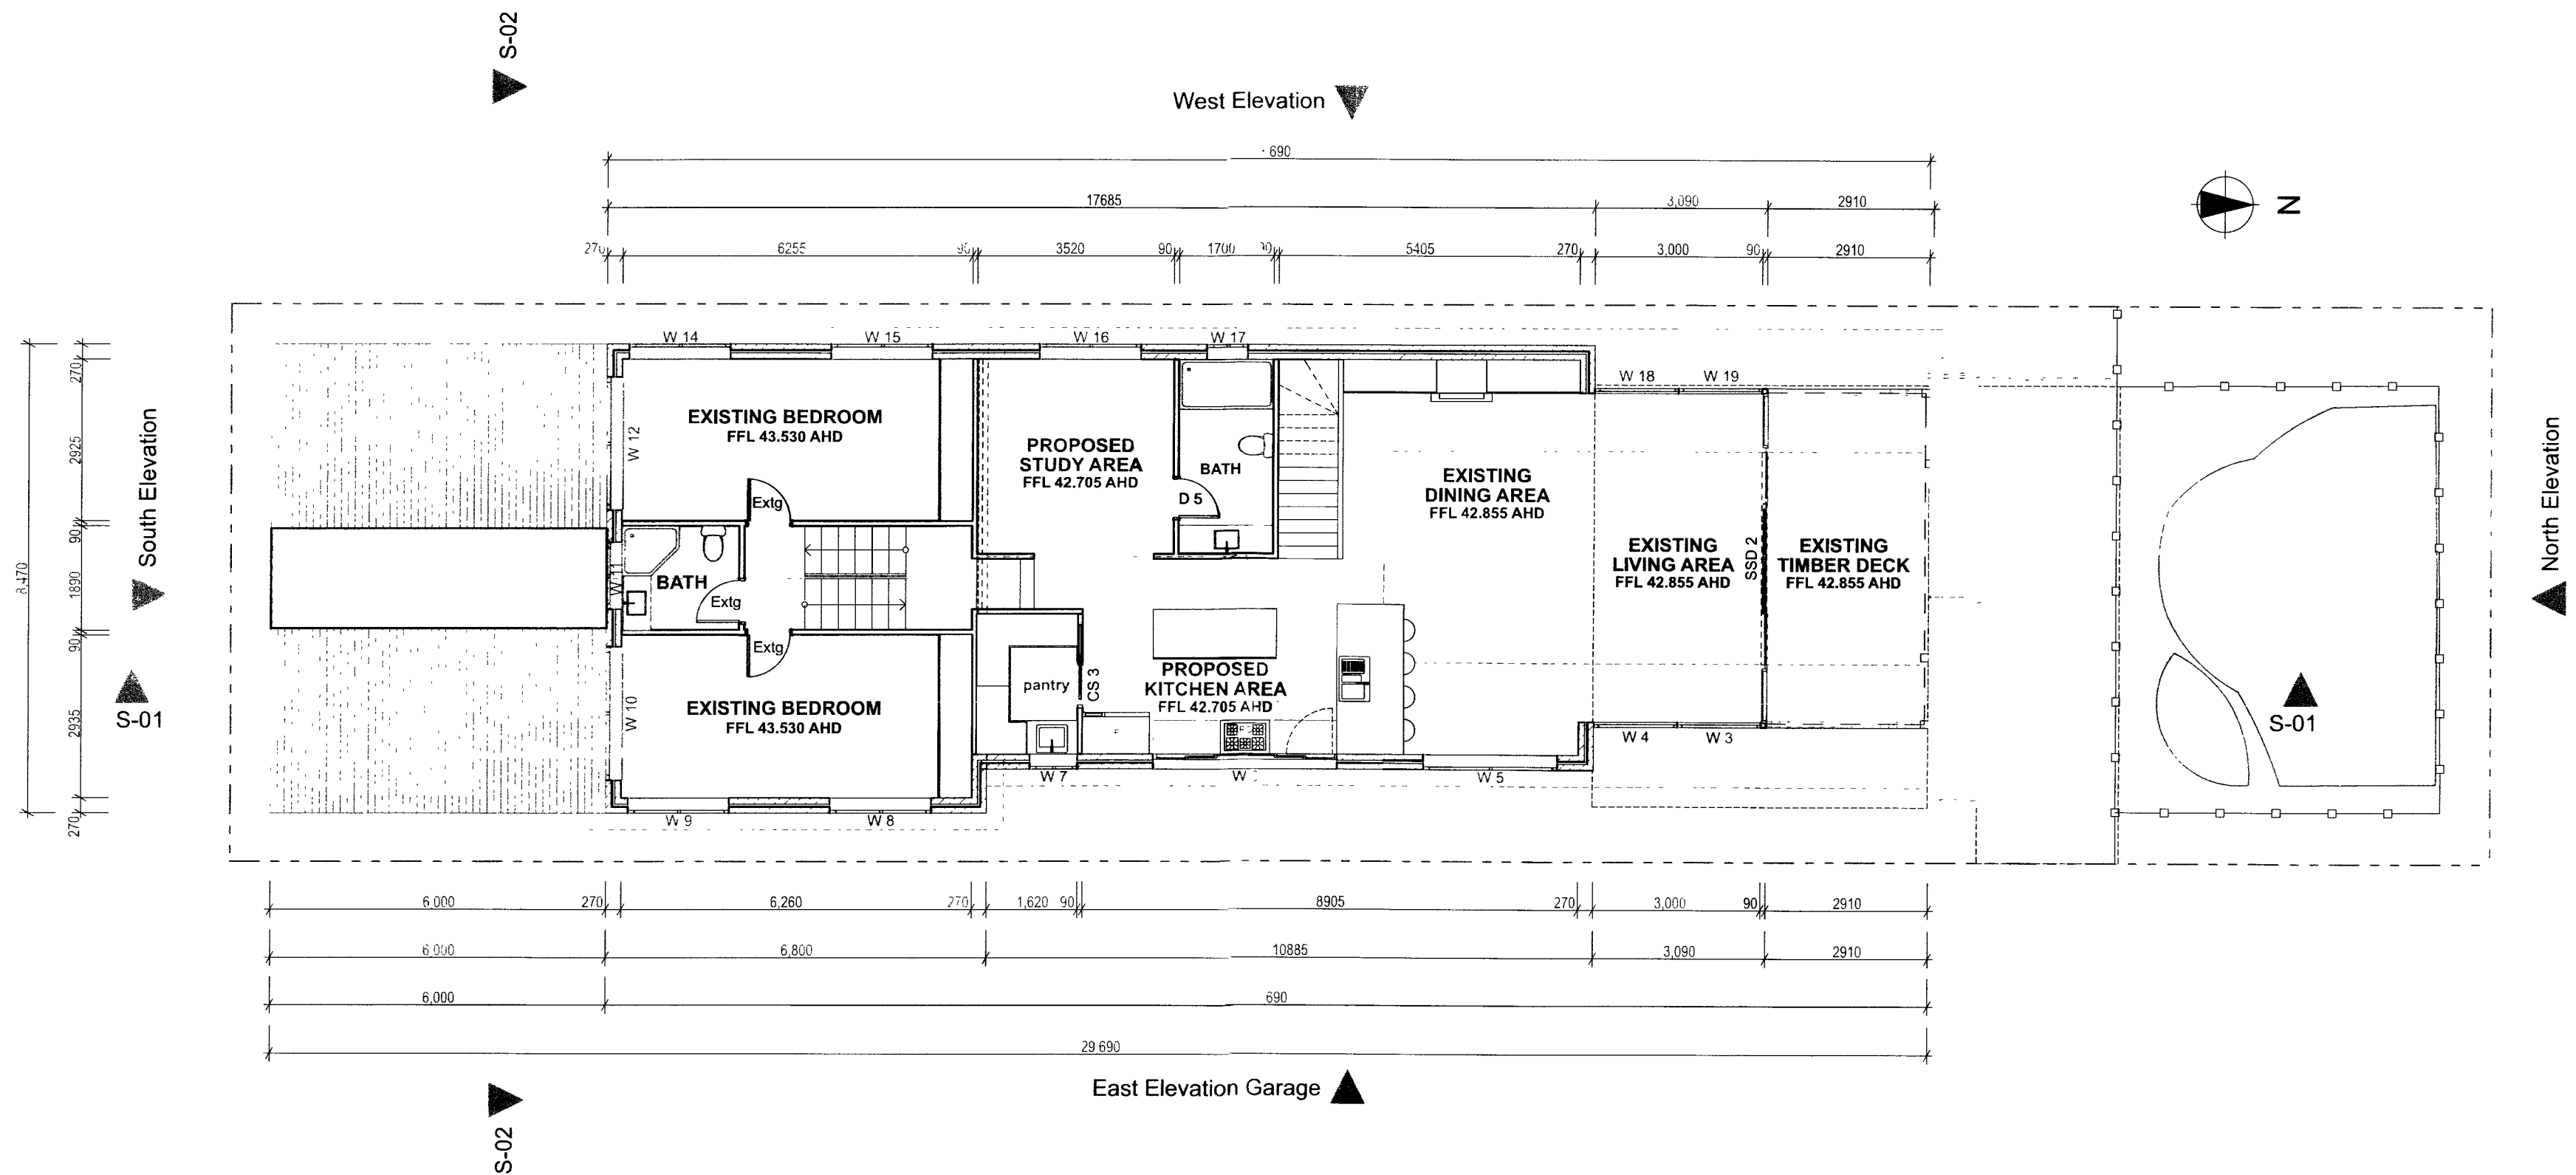 S-02
West Elevation
690
17685
3,090
2910
N
270
6255
90
3520
90
1700
5405
270
3,000
90
2910
W 14
W 15
W 16
W 17
W 18
W 19
8,470
270
2925
90
1890
90
2935
270
South Elevation
S-01
W 12
EXISTING BEDROOM
FFL 43.530 AHD
Extg
PROPOSED
STUDY AREA
FFL 42.705 AHD
BATH
D 5
EXISTING
DINING AREA
FFL 42.855 AHD
EXISTING
LIVING AREA
FFL 42.855 AHD
SSD 2
EXISTING
TIMBER DECK
FFL 42.855 AHD
North Elevation
S-01
W 11
BATH
Extg
Extg
W 10
EXISTING BEDROOM
FFL 43.530 AHD
pantry
CS 3
PROPOSED
KITCHEN AREA
FFL 42.705 AHD
F
W 9
W 8
W 7
W
W 5
W 4
W 3
6,000
270
6,260
270
1,620
90
8905
270
3,000
90
2910
6,000
6,800
10885
3,090
2910
6,000
690
29 690
East Elevation Garage
S-02